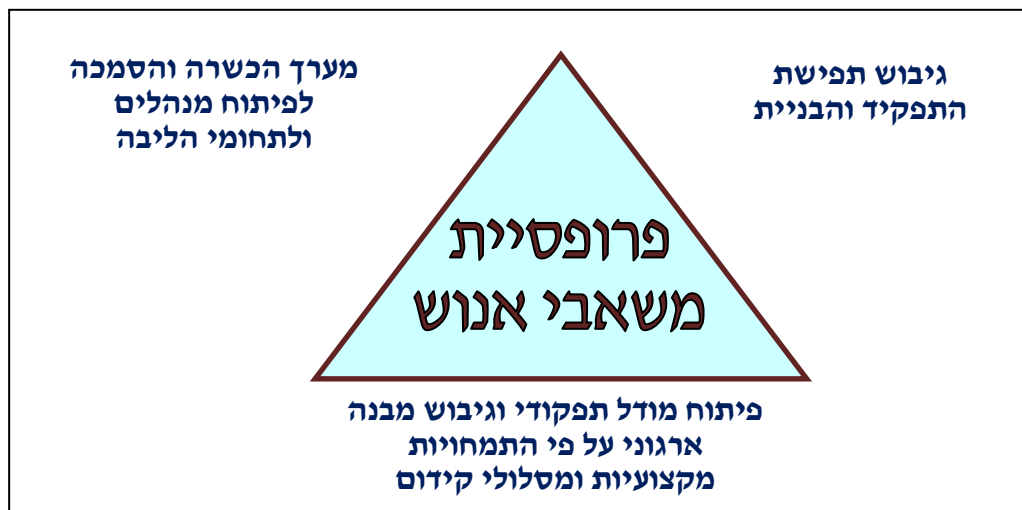 גיבוש תפישת
התפקיד והבניית
מערך הכשרה והסמכה
לפיתוח מנהלים
ולתחומי הליבה
פרופסיית
משאבי אנוש
פיתוח מודל תפקודי וגיבוש מבנה
ארגוני על פי התמחויות
מקצועיות ומסלולי קידום